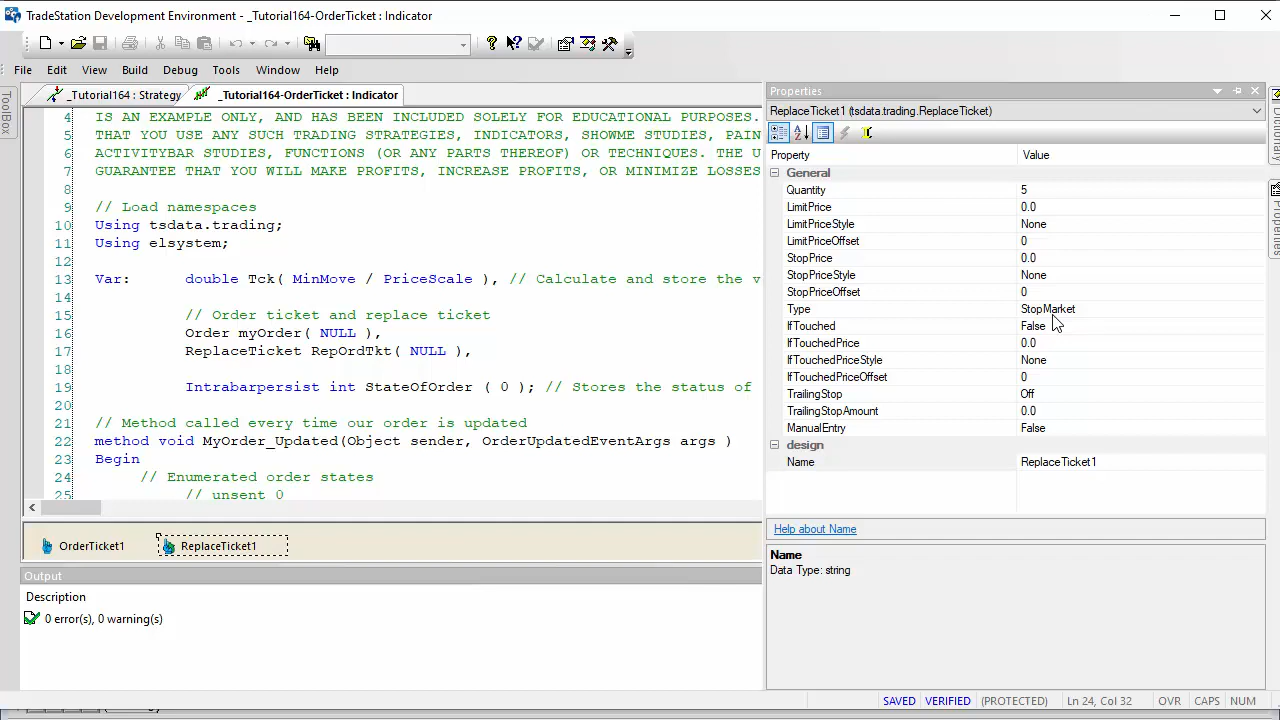 TradeStation Development Environment - _Tutorial164-OrderTicket : Indicator
File Edit View Build Debug Tools Window Help
ToolBox
_Tutorial164 : Strategy
_Tutorial164-OrderTicket : Indicator
4 IS AN EXAMPLE ONLY, AND HAS BEEN INCLUDED SOLELY FOR EDUCATIONAL PURPOSES.
5 THAT YOU USE ANY SUCH TRADING STRATEGIES, INDICATORS, SHOWME STUDIES, PAIN
6 ACTIVITYBAR STUDIES, FUNCTIONS (OR ANY PARTS THEREOF) OR TECHNIQUES. THE U
7 GUARANTEE THAT YOU WILL MAKE PROFITS, INCREASE PROFITS, OR MINIMIZE LOSSES
8
9 // Load namespaces
10 Using tsdata.trading;
11 Using elsystem;
12
13 Var: double Tck( MinMove / PriceScale ), // Calculate and store the v
14
15 // Order ticket and replace ticket
16 Order myOrder( NULL ),
17 ReplaceTicket RepOrdTkt( NULL ),
18
19 Intrabarpersist int StateOfOrder ( 0 ); // Stores the status of
20
21 // Method called every time our order is updated
22 method void MyOrder_Updated(Object sender, OrderUpdatedEventArgs args )
23 Begin
24 // Enumerated order states
25 // unsent 0
OrderTicket1
ReplaceTicket1
Output
Description
0 error(s), 0 warning(s)
Properties
ReplaceTicket1 (tsdata.trading.ReplaceTicket)
Property Value
General
Quantity 5
LimitPrice 0.0
LimitPriceStyle None
LimitPriceOffset 0
StopPrice 0.0
StopPriceStyle None
StopPriceOffset 0
Type StopMarket
IfTouched False
IfTouchedPrice 0.0
IfTouchedPriceStyle None
IfTouchedPriceOffset 0
TrailingStop Off
TrailingStopAmount 0.0
ManualEntry False
design
Name ReplaceTicket1
Help about Name
Name
Data Type: string
Properties
SAVED VERIFIED (PROTECTED) Ln 24, Col 32 OVR CAPS NUM